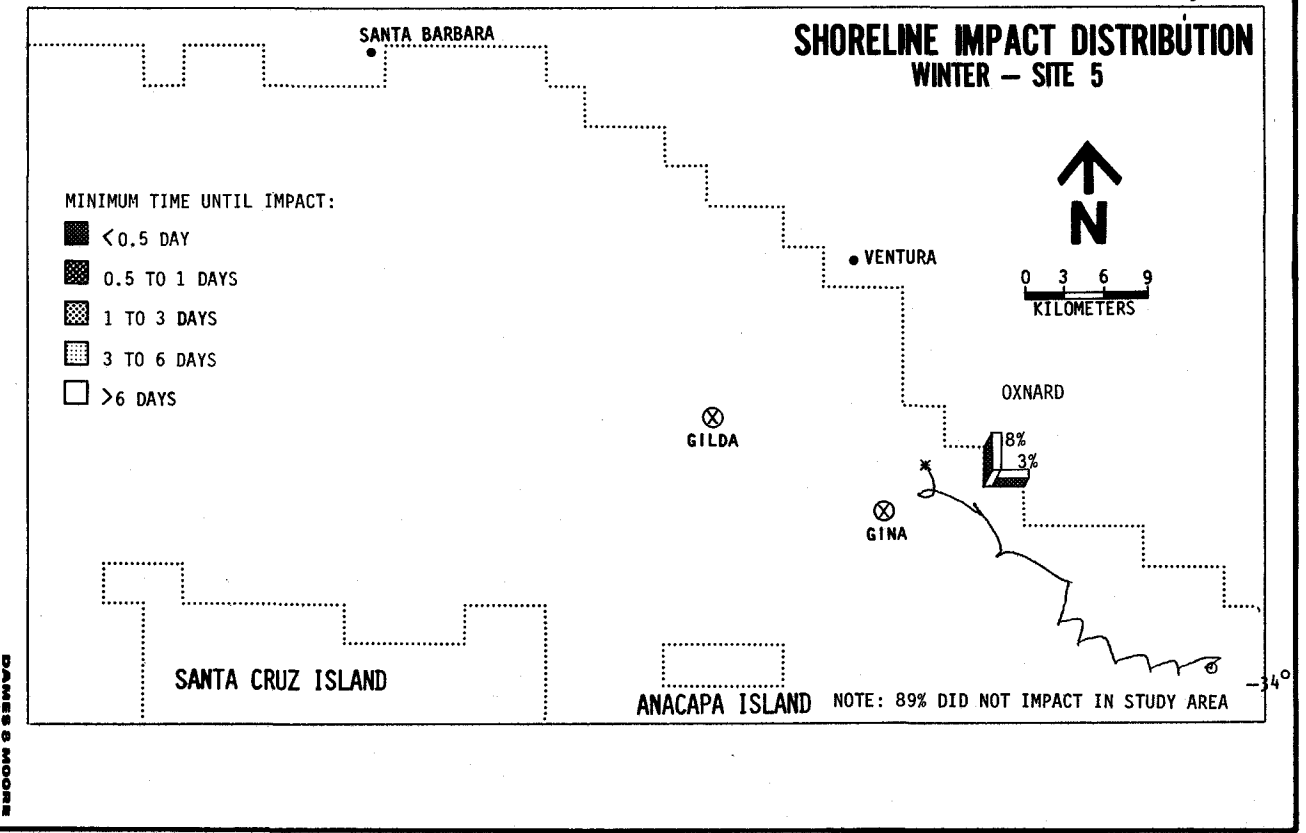 SANTA BARBARA
SHORELINE IMPACT DISTRIBUTION
WINTER — SITE 5
MINIMUM TIME UNTIL IMPACT:
<0.5 DAY
0.5 TO 1 DAYS
1 TO 3 DAYS
3 TO 6 DAYS
>6 DAYS
N
0 3 6 9
KILOMETERS
VENTURA
OXNARD
GILDA
8%
3%
GINA
SANTA CRUZ ISLAND
ANACAPA ISLAND
NOTE: 89% DID NOT IMPACT IN STUDY AREA
34°
DAMES & MOORE